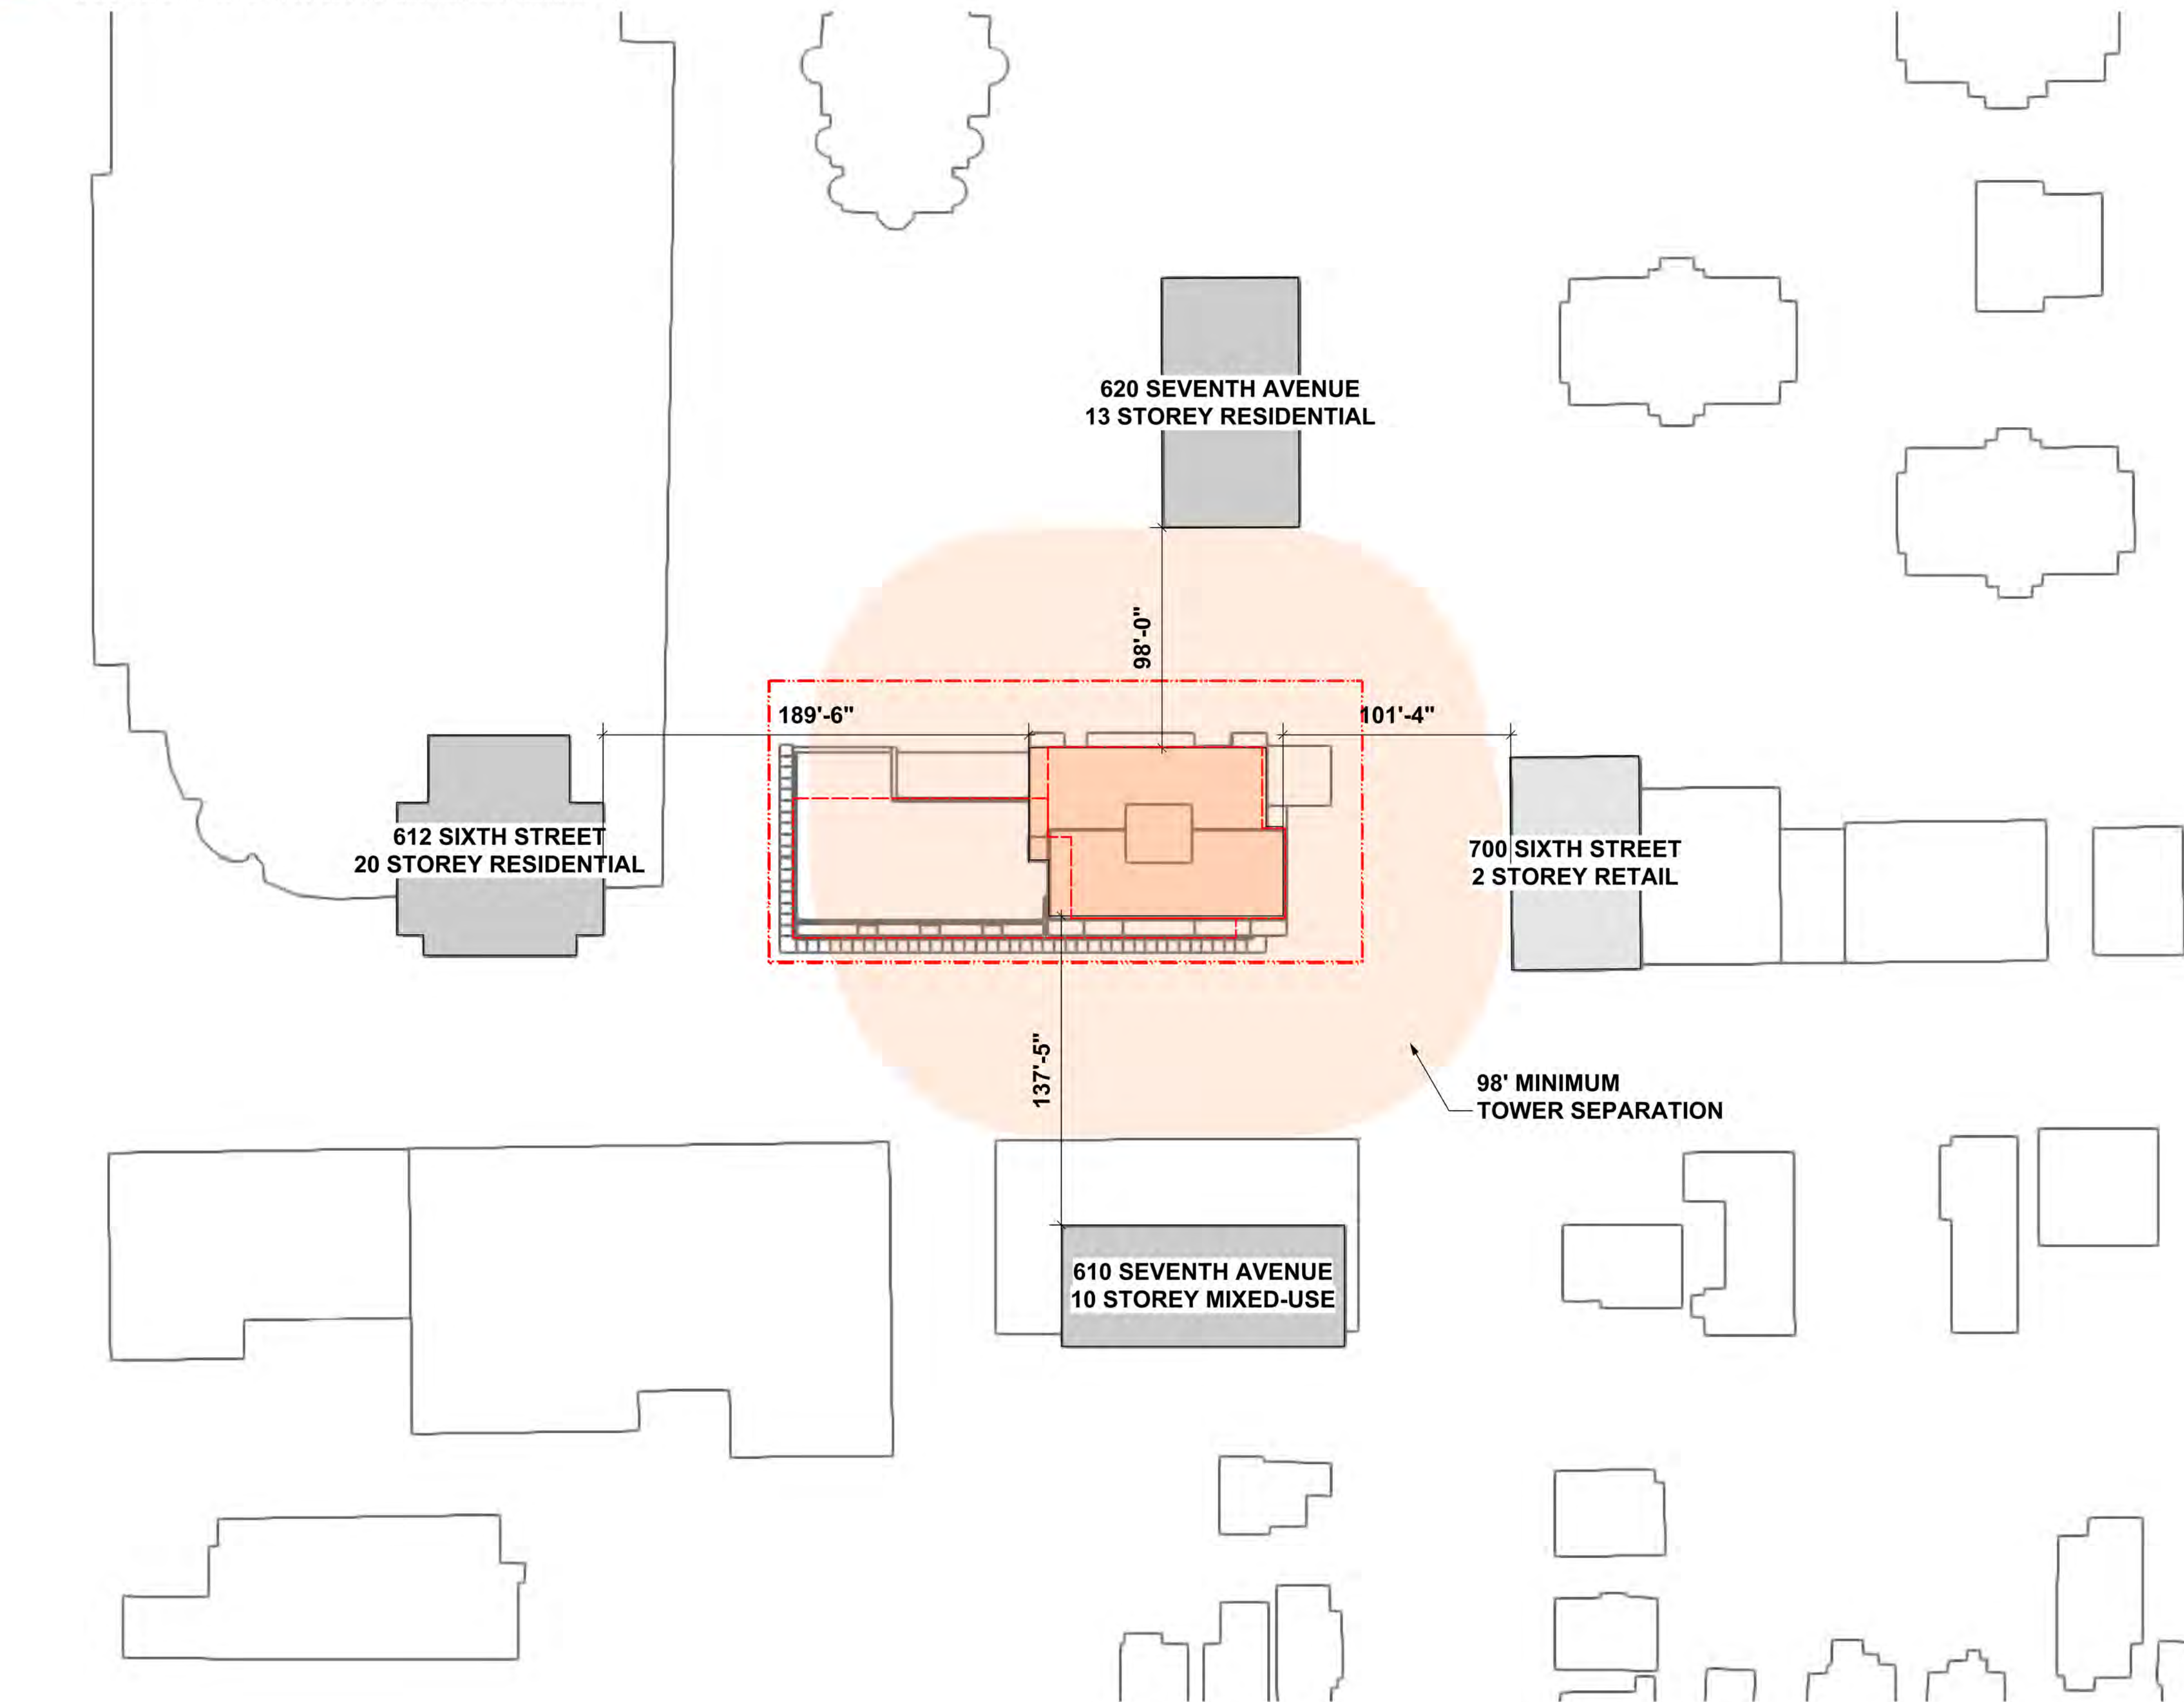 620 SEVENTH AVENUE
13 STOREY RESIDENTIAL
98'-0"
189'-6"
101'-4"
612 SIXTH STREET
20 STOREY RESIDENTIAL
700 SIXTH STREET
2 STOREY RETAIL
137'-5"
98' MINIMUM
TOWER SEPARATION
610 SEVENTH AVENUE
10 STOREY MIXED-USE